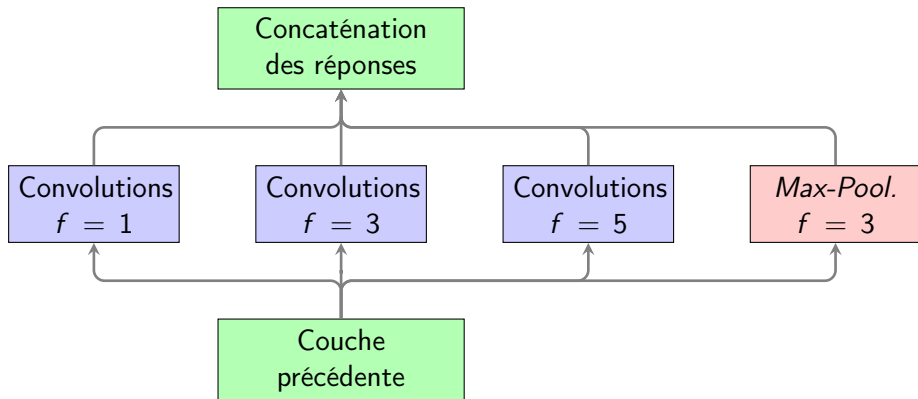 Concaténation
des réponses
Convolutions
f = 1
Convolutions
f = 3
Convolutions
f = 5
Max-Pool.
f = 3
Couche
précédente